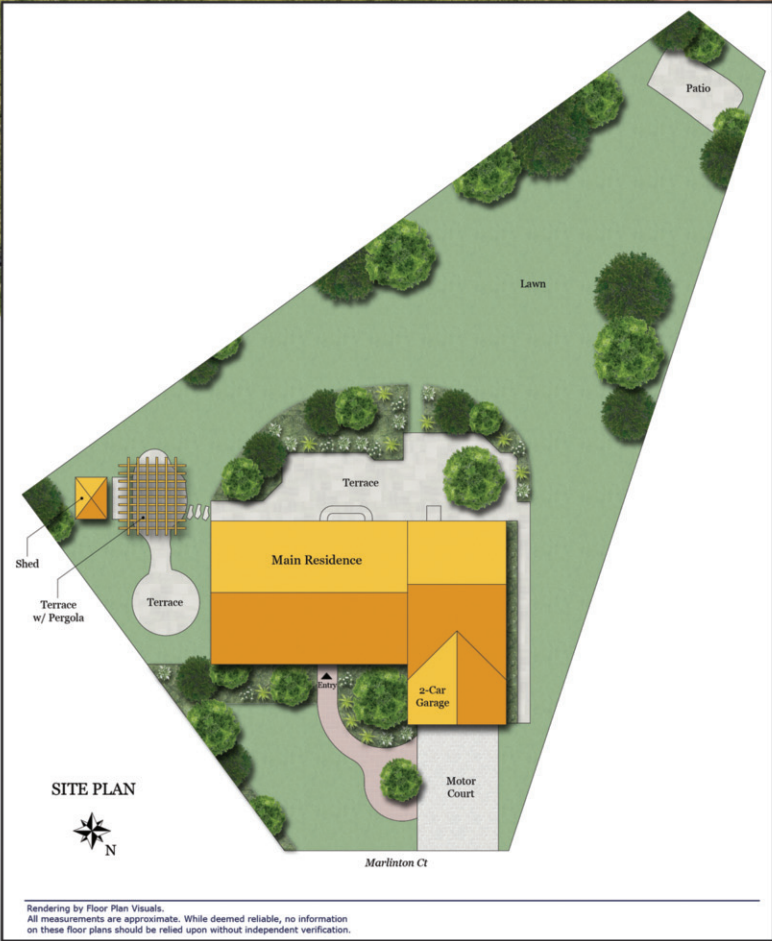 Patio
Lawn
Terrace
Main Residence
Shed
Terrace
w/ Pergola
Terrace
Entry
2-Car
Garage
Motor
Court
SITE PLAN
N
Marlinton Ct
Rendering by Floor Plan Visuals.
All measurements are approximate. While deemed reliable, no information
on these floor plans should be relied upon without independent verification.